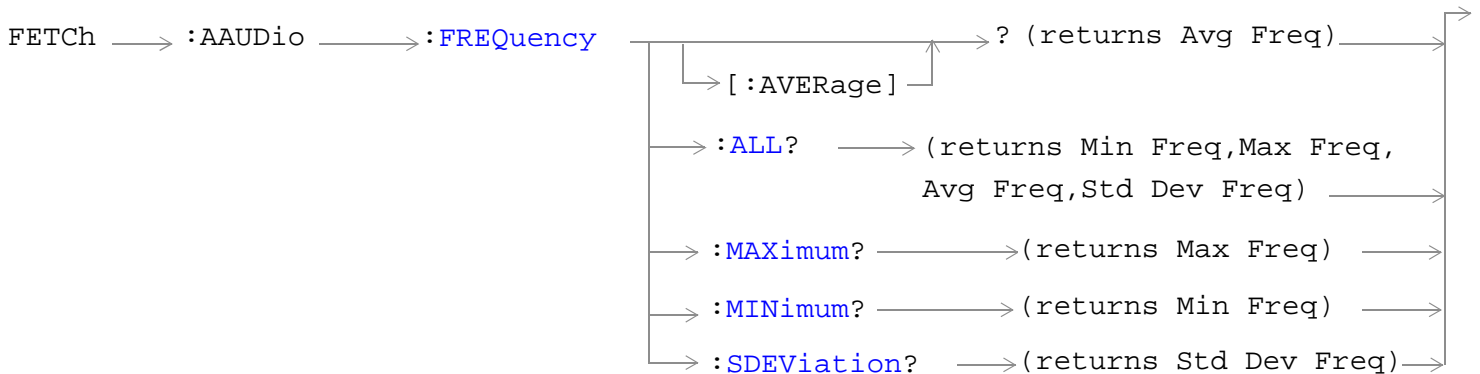 FETCh :AAUDio :FREQuency ? (returns Avg Freq)
[:AVERage]
:ALL? (returns Min Freq,Max Freq,
Avg Freq,Std Dev Freq)
:MAXimum? (returns Max Freq)
:MINimum? (returns Min Freq)
:SDEViation? (returns Std Dev Freq)